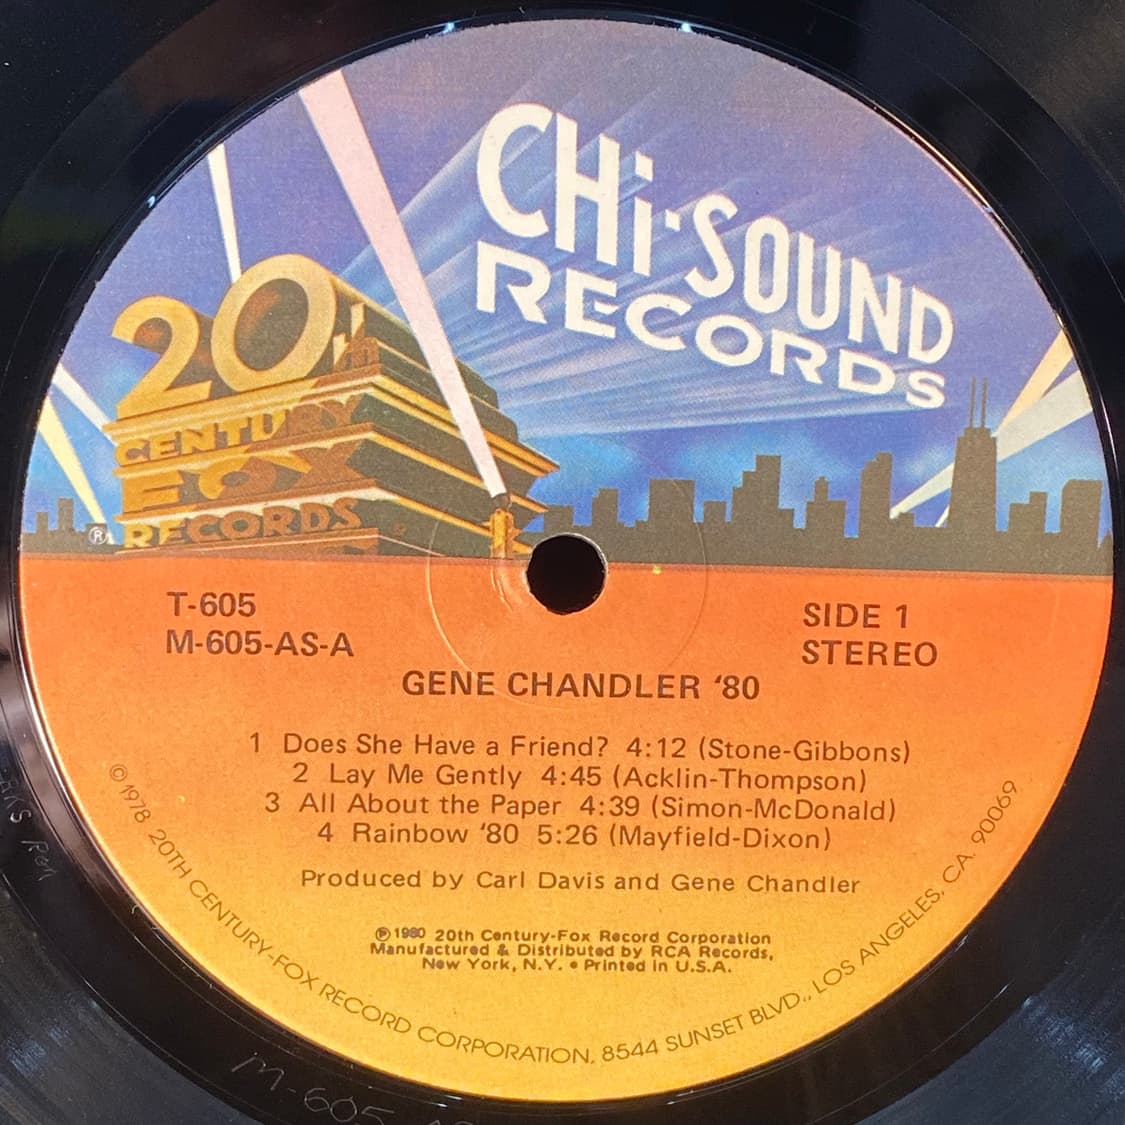 CHi-SOUND
RECORDS
20th
CENTURY
FOX
RECORDS
®
T-605
M-605-AS-A
SIDE 1
STEREO
GENE CHANDLER '80
1 Does She Have a Friend? 4:12 (Stone-Gibbons)
2 Lay Me Gently 4:45 (Acklin-Thompson)
3 All About the Paper 4:39 (Simon-McDonald)
4 Rainbow '80 5:26 (Mayfield-Dixon)
Produced by Carl Davis and Gene Chandler
℗ 1980 20th Century-Fox Record Corporation
Manufactured & Distributed by RCA Records,
New York, N.Y. • Printed in U.S.A.
© 1978 20TH CENTURY-FOX RECORD CORPORATION, 8544 SUNSET BLVD., LOS ANGELES, CA. 90069
M-605